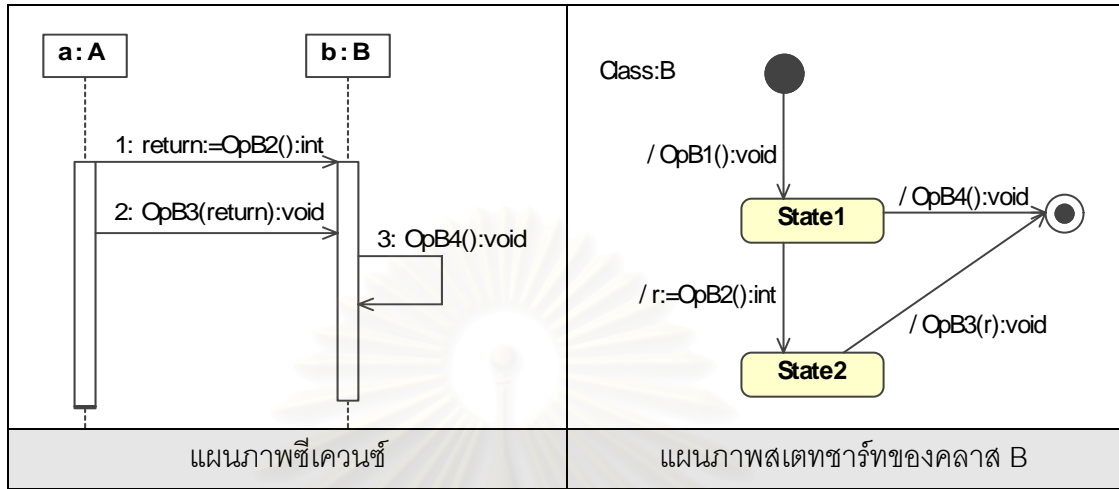 a:A
b:B
1: return:=OpB2():int
2: OpB3(return):void
3: OpB4():void
แผนภาพซีเควนซ์
Class:B
/ OpB1():void
State1
/ OpB4():void
/ r:=OpB2():int
/ OpB3(r):void
State2
แผนภาพสเตทชาร์ทของคลาส B